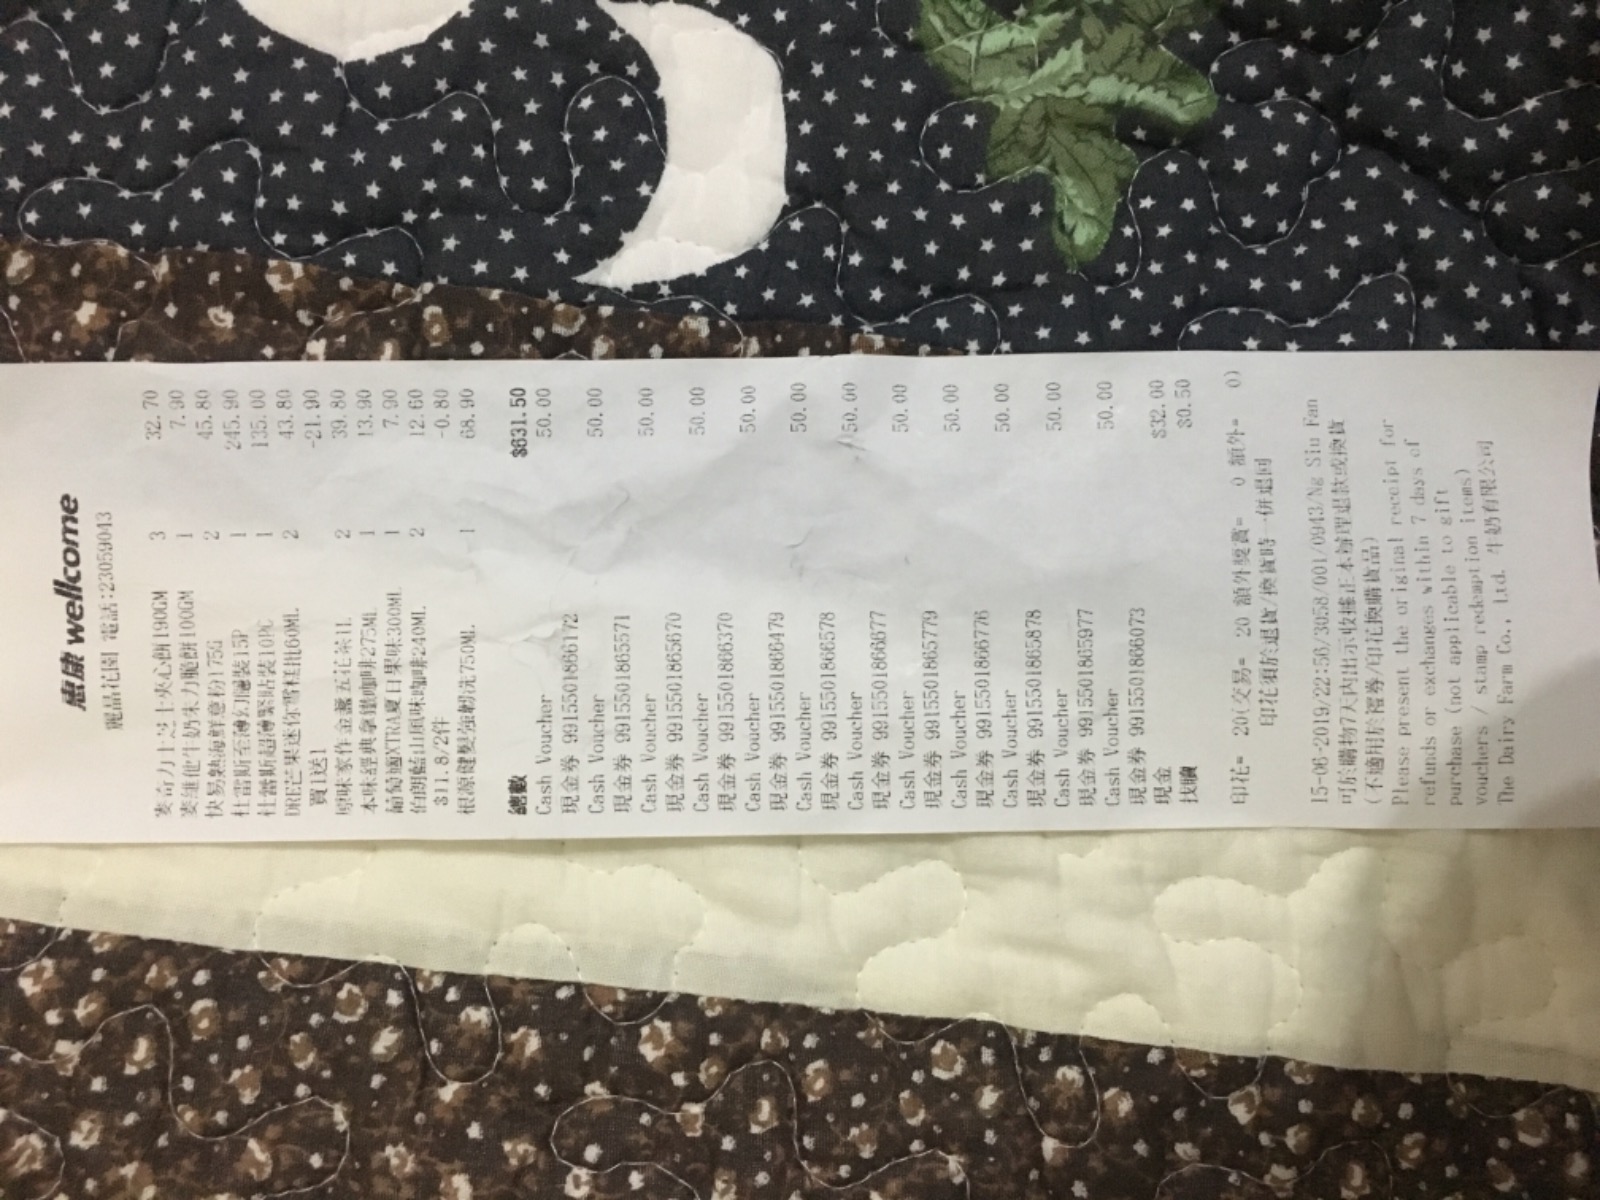 惠康 wellcome
麗晶花園 電話:23059043
麥奇力士芝士夾心餅190GM 3 32.70
麥維他牛奶朱力脆餅100GM 1 7.90
快易熟海鮮意粉175G 2 45.80
杜蕾斯至薄幻隱裝15P 1 245.90
杜蕾斯超薄緊貼裝10PC 1 135.00
DREI芒果迷你雪糕批60ML 2 43.80
買1送1 -21.90
原味家作金盞五花茶1L 2 39.80
本味經典拿鐵咖啡275ML 1 13.90
葡萄適XTRA夏日果味300ML 1 7.90
伯朗藍山風味咖啡240ML 2 12.60
$11.8/2件 -0.80
根源健髮強韌洗750ML 1 68.90
總數 $631.50
Cash Voucher 50.00
現金券 9915501866172
Cash Voucher 50.00
現金券 9915501865571
Cash Voucher 50.00
現金券 9915501865670
Cash Voucher 50.00
現金券 9915501866370
Cash Voucher 50.00
現金券 9915501866479
Cash Voucher 50.00
現金券 9915501866578
Cash Voucher 50.00
現金券 9915501866677
Cash Voucher 50.00
現金券 9915501865779
Cash Voucher 50.00
現金券 9915501866776
Cash Voucher 50.00
現金券 9915501865878
Cash Voucher 50.00
現金券 9915501865977
Cash Voucher 50.00
現金券 9915501866073
現金 $32.00
找贖 $0.50
印花= 20(交易= 20 額外獎賞= 0 額外= 0)
印花須於退貨/換貨時一併退回
15-06-2019/22:56/3058/001/0943/Ng Siu Fan
可於購物7天內出示收據正本辦理退款或換貨
(不適用於禮券/印花換購貨品)
Please present the original receipt for
refunds or exchanges within 7 days of
purchase (not applicable to gift
vouchers / stamp redemption items)
The Dairy Farm Co., Ltd. 牛奶有限公司